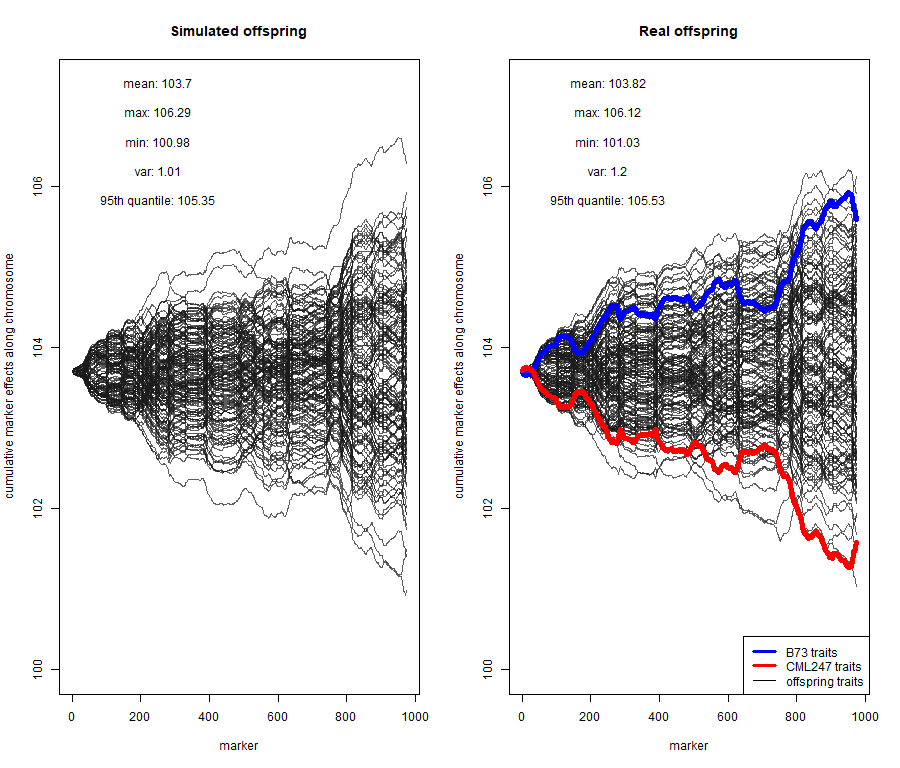 Simulated offspring
mean: 103.7
max: 106.29
min: 100.98
var: 1.01
95th quantile: 105.35
cumulative marker effects along chromosome
100
102
104
106
0 200 400 600 800 1000
marker
Real offspring
mean: 103.82
max: 106.12
min: 101.03
var: 1.2
95th quantile: 105.53
cumulative marker effects along chromosome
100
102
104
106
B73 traits
CML247 traits
offspring traits
0 200 400 600 800 1000
marker